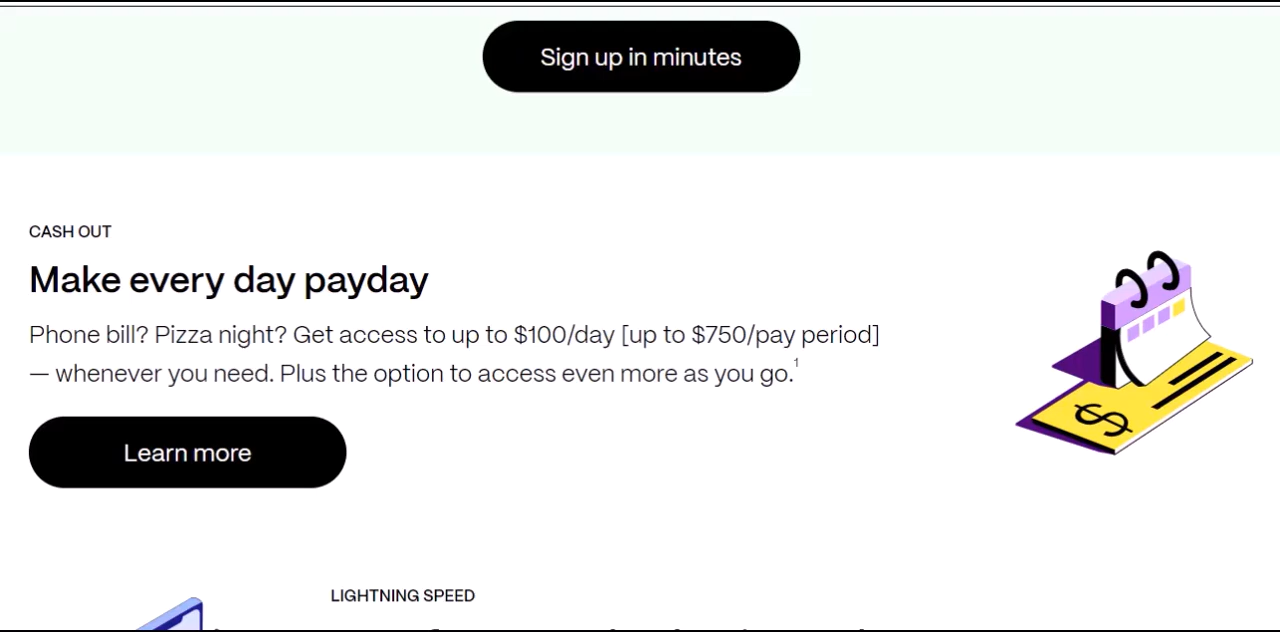 Sign up in minutes
CASH OUT
Make every day payday
Phone bill? Pizza night? Get access to up to $100/day [up to $750/pay period]
— whenever you need. Plus the option to access even more as you go.¹
Learn more
LIGHTNING SPEED